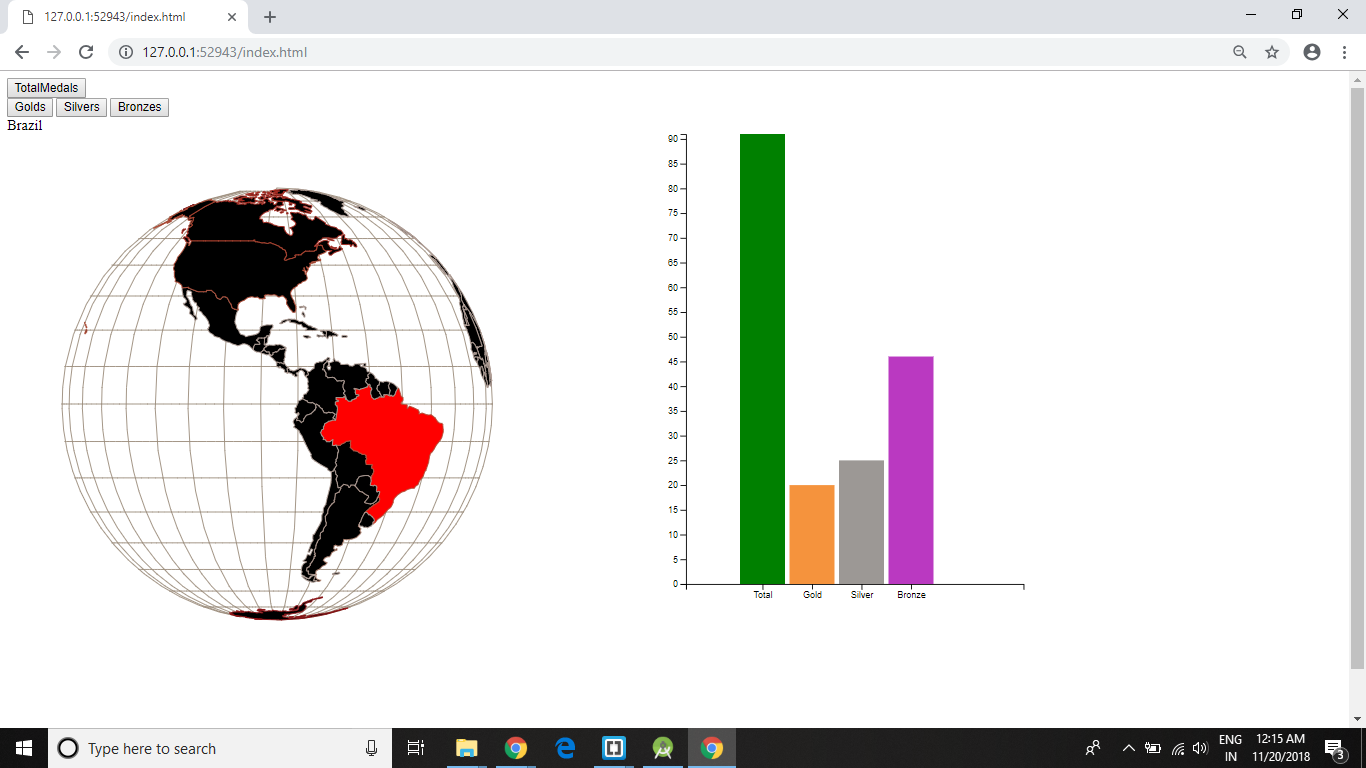 127.0.0.1:52943/index.html
127.0.0.1:52943/index.html
TotalMedals
Golds Silvers Bronzes
Brazil
90
85
80
75
70
65
60
55
50
45
40
35
30
25
20
15
10
5
0
Total Gold Silver Bronze
Type here to search
ENG
IN
12:15 AM
11/20/2018
3